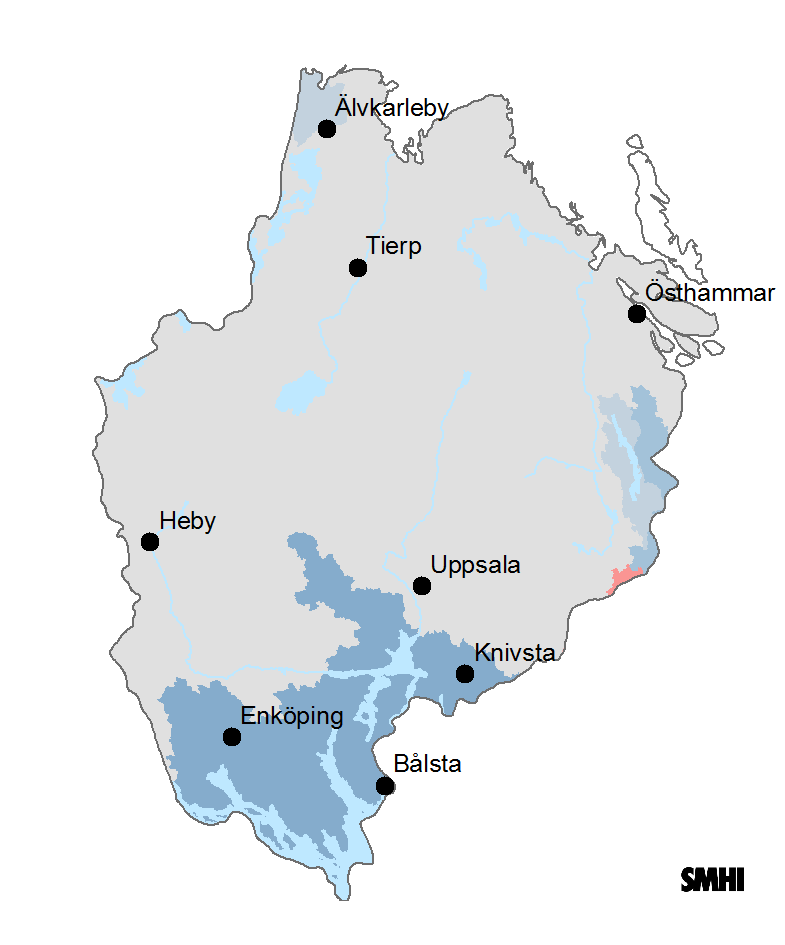 Älvkarleby
Tierp
Östhammar
Heby
Uppsala
Knivsta
Enköping
Bålsta
SMHI